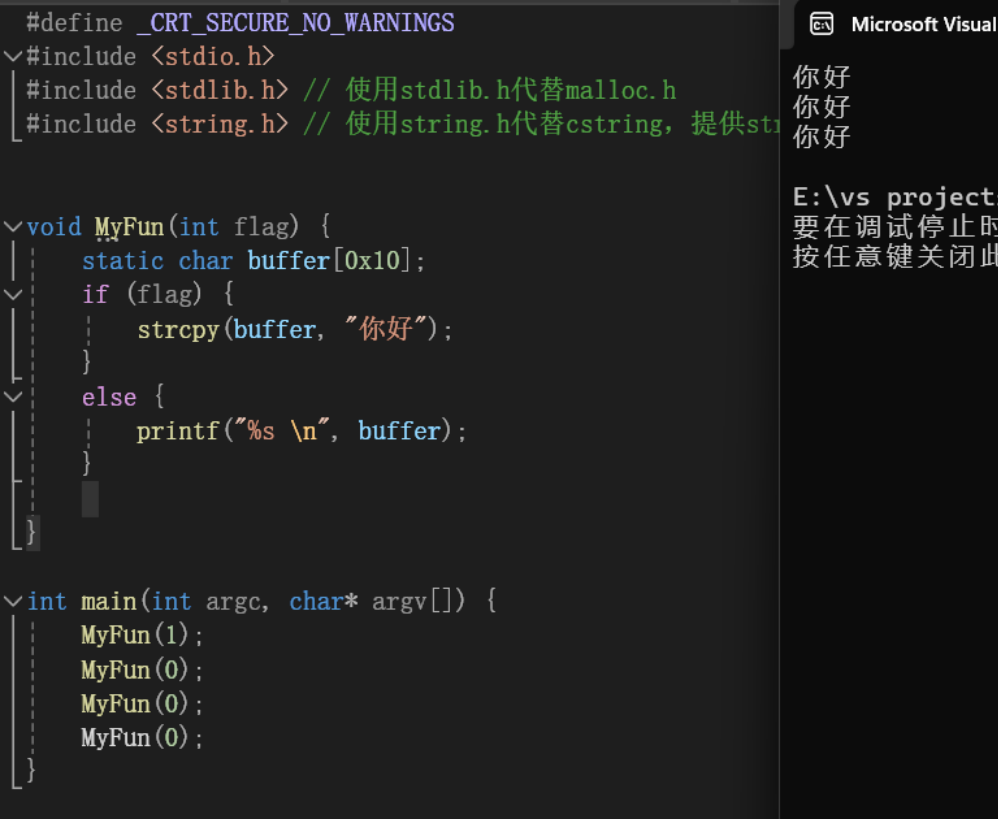 #define _CRT_SECURE_NO_WARNINGS
#include <stdio.h>
#include <stdlib.h> // 使用stdlib.h代替malloc.h
#include <string.h> // 使用string.h代替cstring，提供str
void MyFun(int flag) {
static char buffer[0x10];
if (flag) {
strcpy(buffer, "你好");
}
else {
printf("%s \n", buffer);
}
}
int main(int argc, char* argv[]) {
MyFun(1);
MyFun(0);
MyFun(0);
MyFun(0);
}
Microsoft Visual
你好
你好
你好
E:\vs project
要在调试停止时
按任意键关闭此